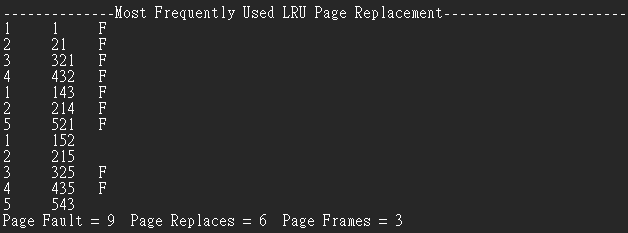 --------------Most Frequently Used LRU Page Replacement-----------------------
1 1 F
2 21 F
3 321 F
4 432 F
1 143 F
2 214 F
5 521 F
1 152
2 215
3 325 F
4 435 F
5 543
Page Fault = 9 Page Replaces = 6 Page Frames = 3